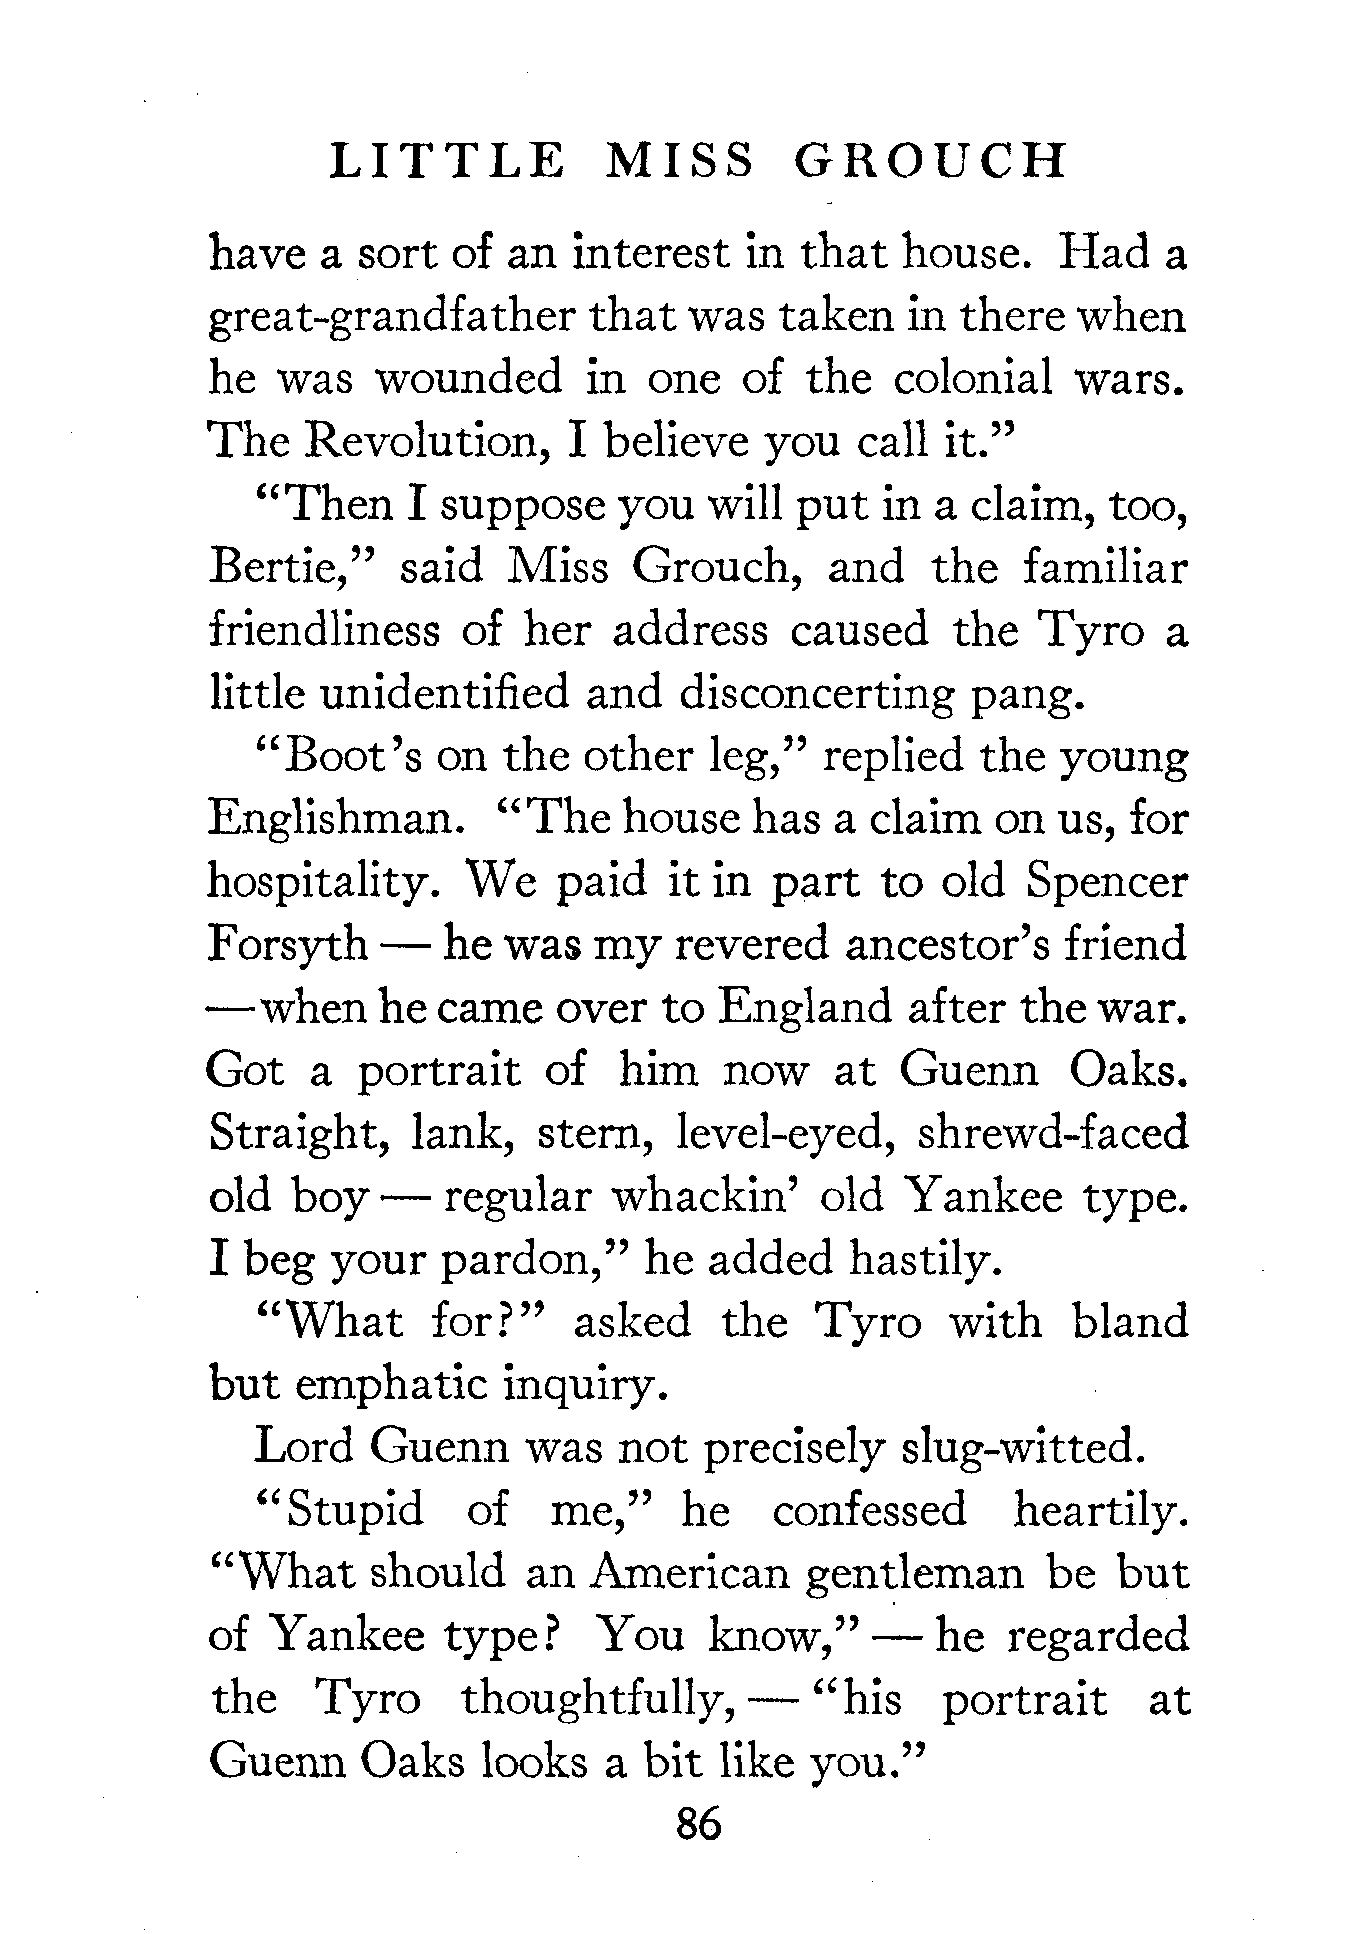 LITTLE MISS GROUCH
have a sort of an interest in that house. Had a
great-grandfather that was taken in there when
he was wounded in one of the colonial wars.
The Revolution, I believe you call it.”
“Then I suppose you will put in a claim, too,
Bertie,” said Miss Grouch, and the familiar
friendliness of her address caused the Tyro a
little unidentified and disconcerting pang.
“Boot’s on the other leg,” replied the young
Englishman. “The house has a claim on us, for
hospitality. We paid it in part to old Spencer
Forsyth — he was my revered ancestor’s friend
—when he came over to England after the war.
Got a portrait of him now at Guenn Oaks.
Straight, lank, stern, level-eyed, shrewd-faced
old boy — regular whackin’ old Yankee type.
I beg your pardon,” he added hastily.
“What for?” asked the Tyro with bland
but emphatic inquiry.
Lord Guenn was not precisely slug-witted.
“Stupid of me,” he confessed heartily.
“What should an American gentleman be but
of Yankee type? You know,” — he regarded
the Tyro thoughtfully, — “his portrait at
Guenn Oaks looks a bit like you.”
86